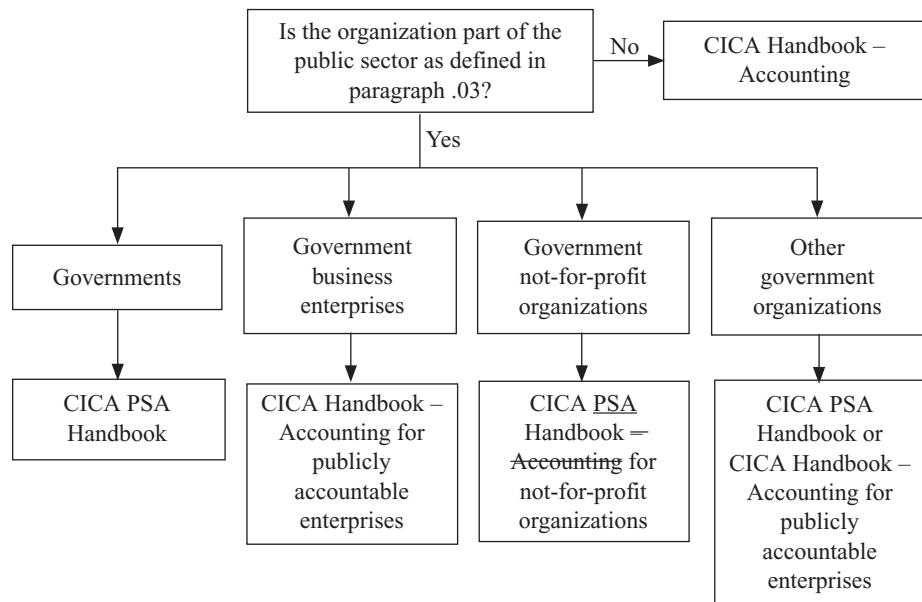 Is the organization part of the
public sector as defined in
paragraph .03?
No
CICA Handbook –
Accounting
Yes
Governments
Government
business
enterprises
Government
not-for-profit
organizations
Other
government
organizations
CICA PSA
Handbook
CICA Handbook –
Accounting for
publicly
accountable
enterprises
CICA PSA
Handbook –
Accounting for
not-for-profit
organizations
CICA PSA
Handbook or
CICA Handbook –
Accounting for
publicly
accountable
enterprises